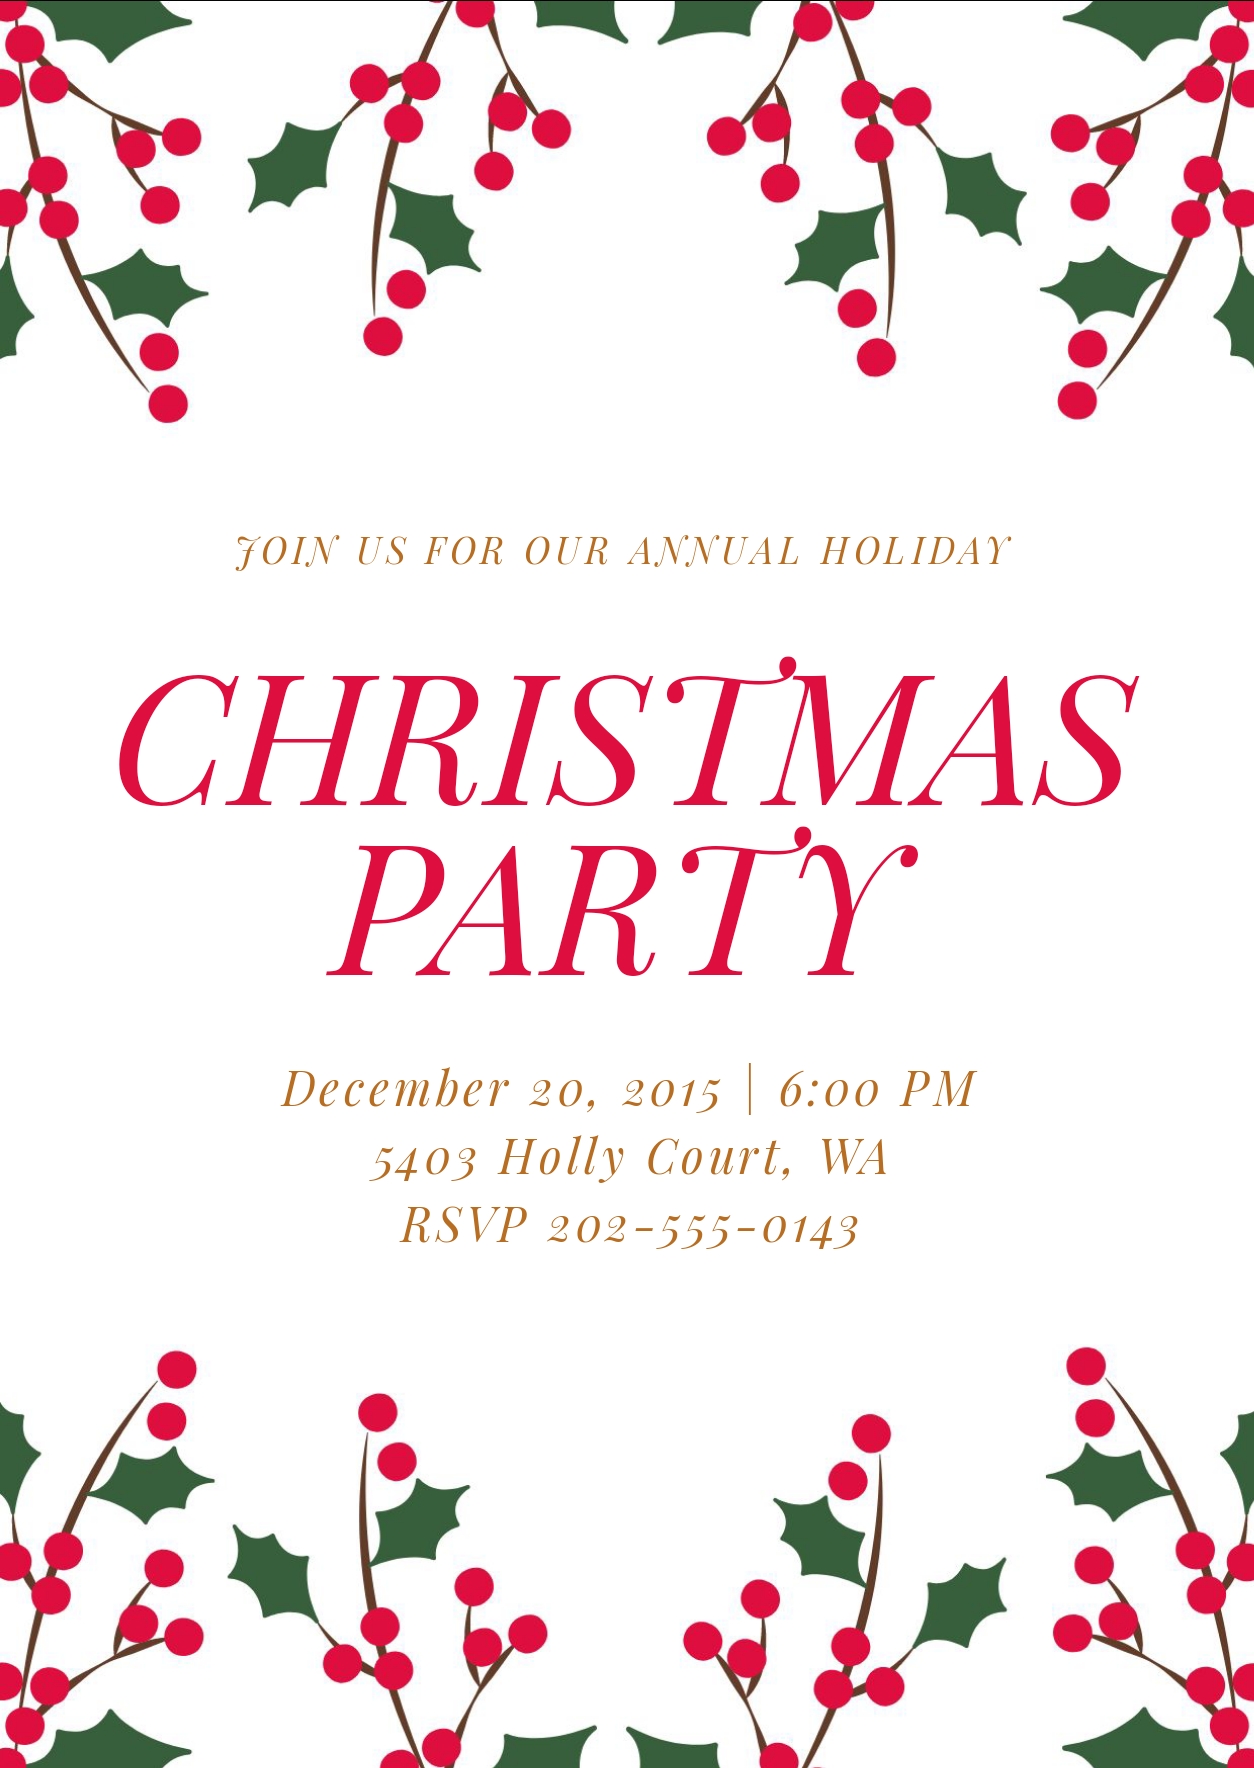 JOIN US FOR OUR ANNUAL HOLIDAY
CHRISTMAS
PARTY
December 20, 2015 | 6:00 PM
5403 Holly Court, WA
RSVP 202-555-0143